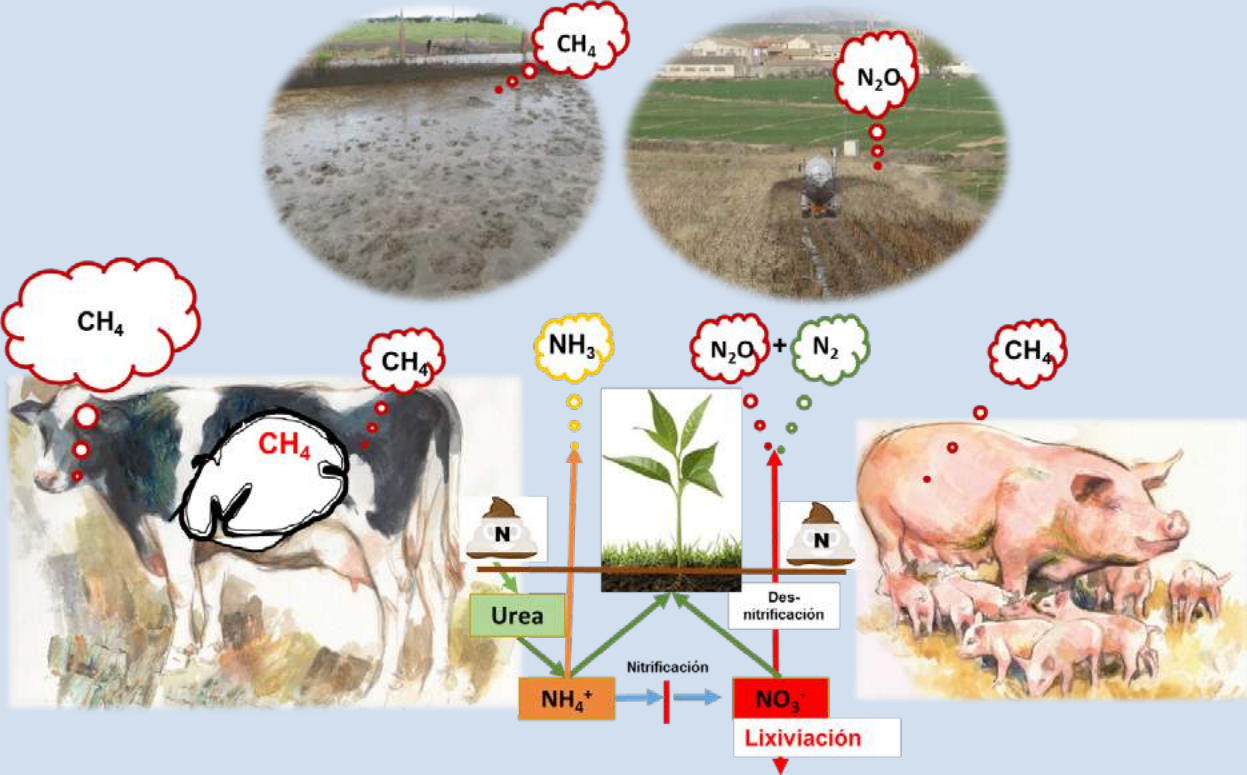 CH₄
N₂O
CH₄
CH₄
NH₃
N₂O + N₂
CH₄
CH₄
N
N
Urea
Des-
nitrificación
Nitrificación
NH₄⁺
NO₃⁻
Lixiviación